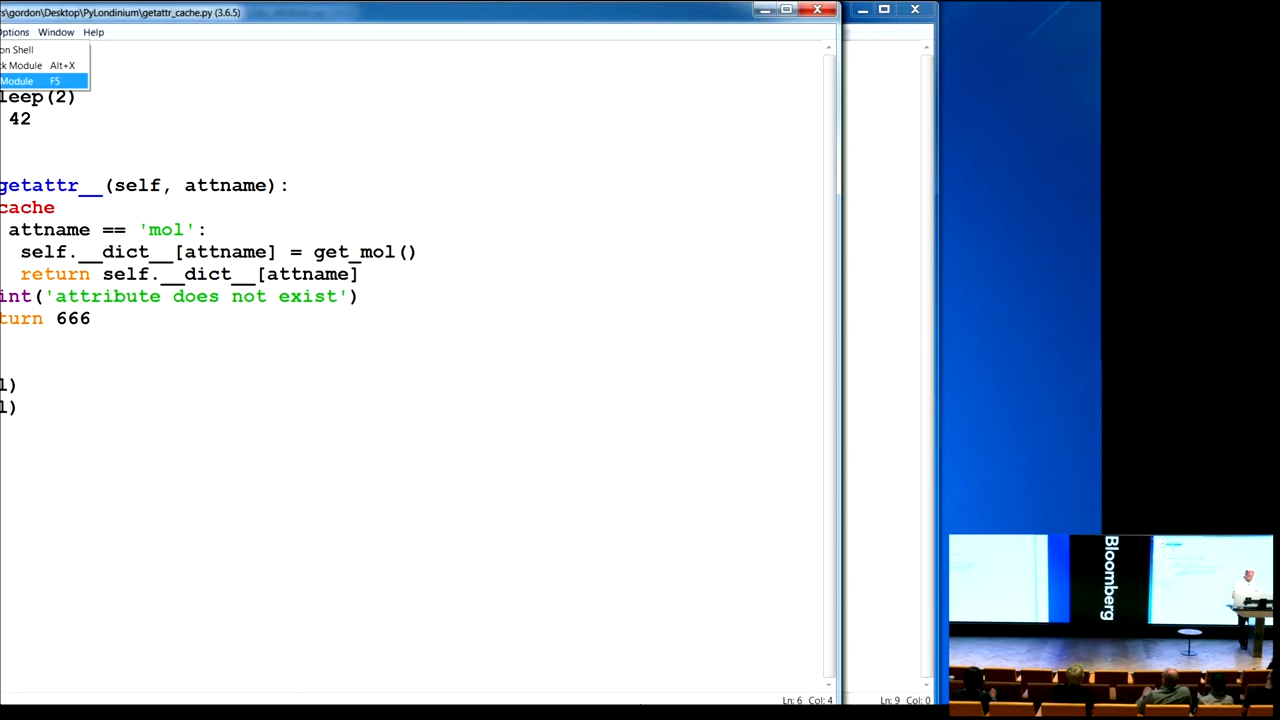 rs\gordon\Desktop\PyLondinium\getattr_cache.py (3.6.5)
Options Window Help
on Shell
ck Module Alt+X
Module F5
leep(2)
42
getattr__(self, attname):
cache
attname == 'mol':
self.__dict__[attname] = get_mol()
return self.__dict__[attname]
int('attribute does not exist')
turn 666
l)
l)
Ln: 6 Col: 4
Ln: 9 Col: 0
Bloomberg